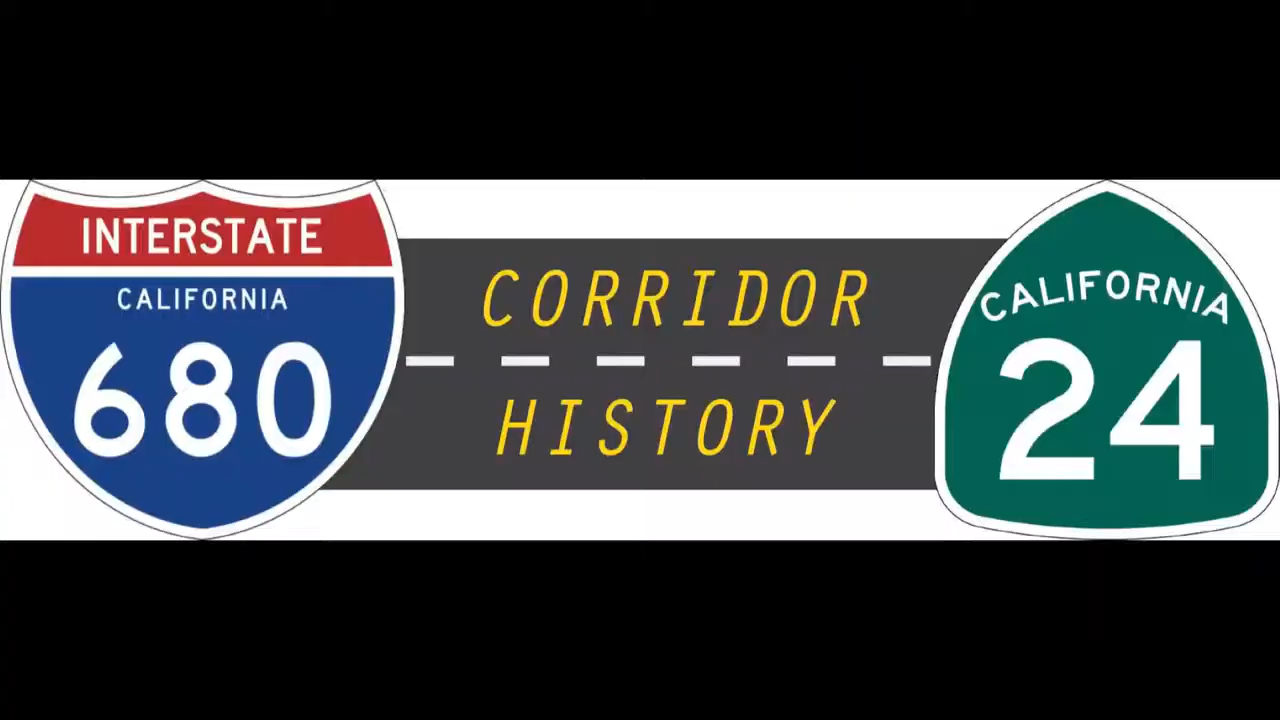 INTERSTATE
CALIFORNIA
680
CORRIDOR
HISTORY
CALIFORNIA
24